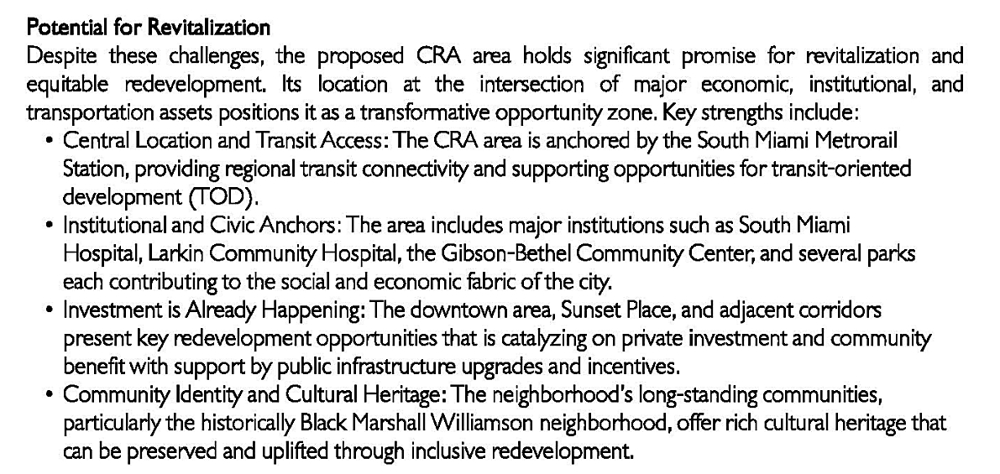 Potential for Revitalization
Despite these challenges, the proposed CRA area holds significant promise for revitalization and
equitable redevelopment. Its location at the intersection of major economic, institutional, and
transportation assets positions it as a transformative opportunity zone. Key strengths include:
• Central Location and Transit Access: The CRA area is anchored by the South Miami Metrorail
Station, providing regional transit connectivity and supporting opportunities for transit-oriented
development (TOD).
• Institutional and Civic Anchors: The area includes major institutions such as South Miami
Hospital, Larkin Community Hospital, the Gibson-Bethel Community Center, and several parks
each contributing to the social and economic fabric of the city.
• Investment is Already Happening: The downtown area, Sunset Place, and adjacent corridors
present key redevelopment opportunities that is catalyzing on private investment and community
benefit with support by public infrastructure upgrades and incentives.
• Community Identity and Cultural Heritage: The neighborhood's long-standing communities,
particularly the historically Black Marshall Williamson neighborhood, offer rich cultural heritage that
can be preserved and uplifted through inclusive redevelopment.